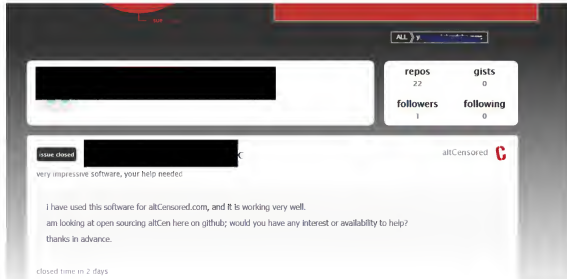 ALL
repos
gists
22
0
followers
following
1
0
issue closed
altCensored
very impressive software, your help needed
I have used this software for altCensored.com, and it is working very well.
am looking at open sourcing altCen here on github; would you have any interest or availability to help?
thanks in advance.
closed time in 2 days